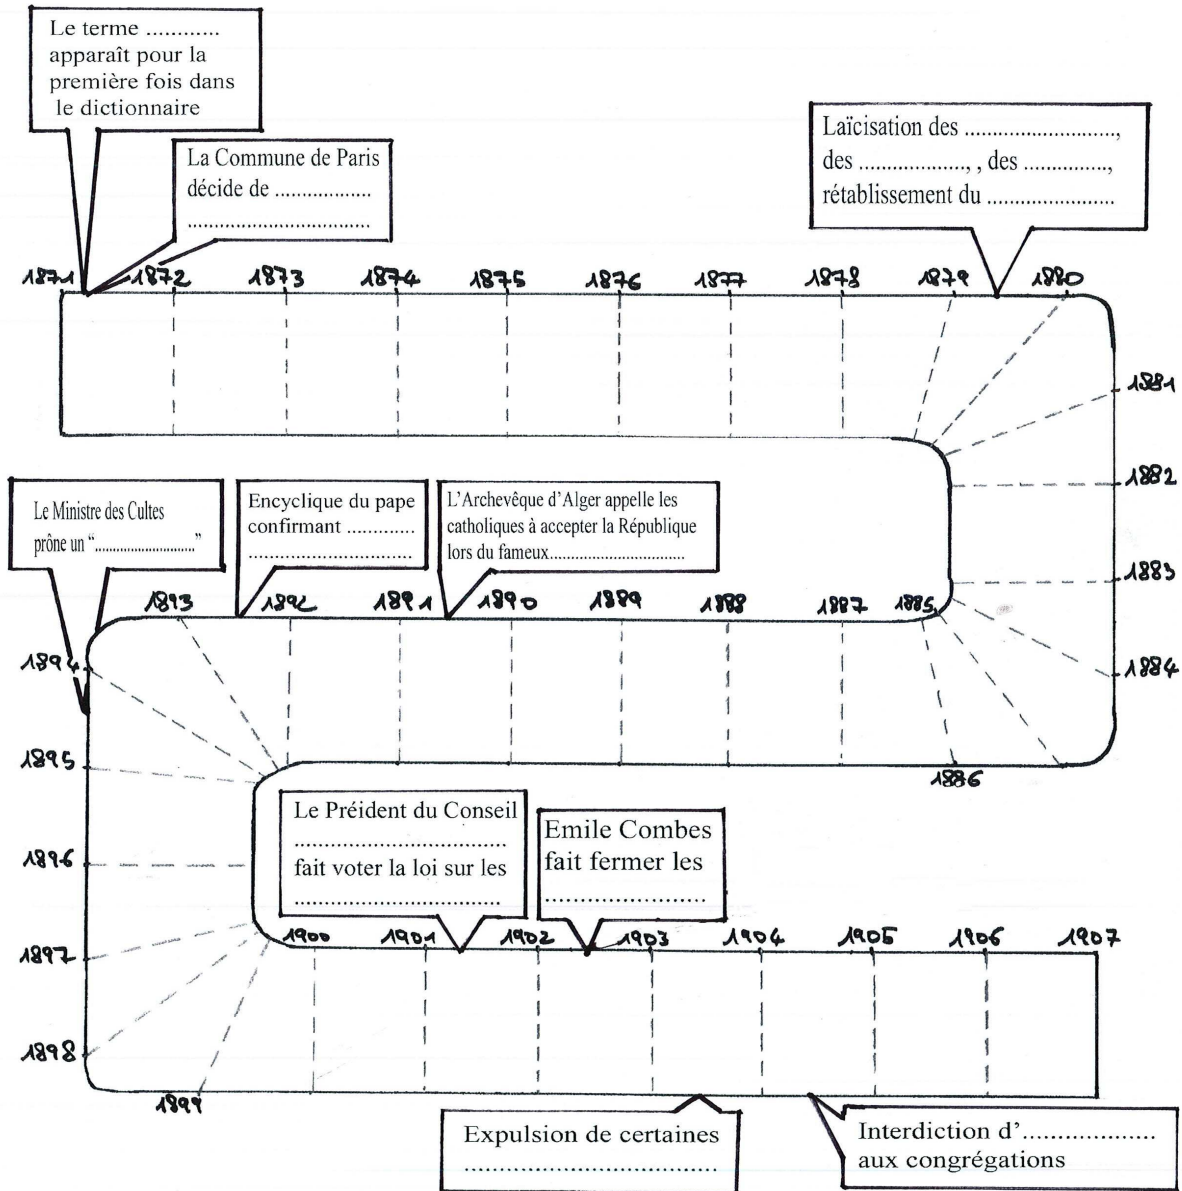 Le terme ............
apparaît pour la
première fois dans
le dictionnaire
La Commune de Paris
décide de ...................
....................................
Laïcisation des .............................,
des ....................., , des ................,
rétablissement du ........................
1871 1872 1873 1874 1875 1876 1877 1878 1879 1880
1881
1882
1883
1884
Le Ministre des Cultes
prône un “.............................”
Encyclique du pape
confirmant .............
...............................
L’Archevêque d’Alger appelle les
catholiques à accepter la République
lors du fameux.................................
1893 1892 1891 1890 1889 1888 1887 1885
1894
1895
1886
1896
1897
1898
1899
Le Préident du Conseil
....................................
fait voter la loi sur les
...................................
Emile Combes
fait fermer les
.........................
1900 1901 1902 1903 1904 1905 1906 1907
Expulsion de certaines
.....................................
Interdiction d’....................
aux congrégations